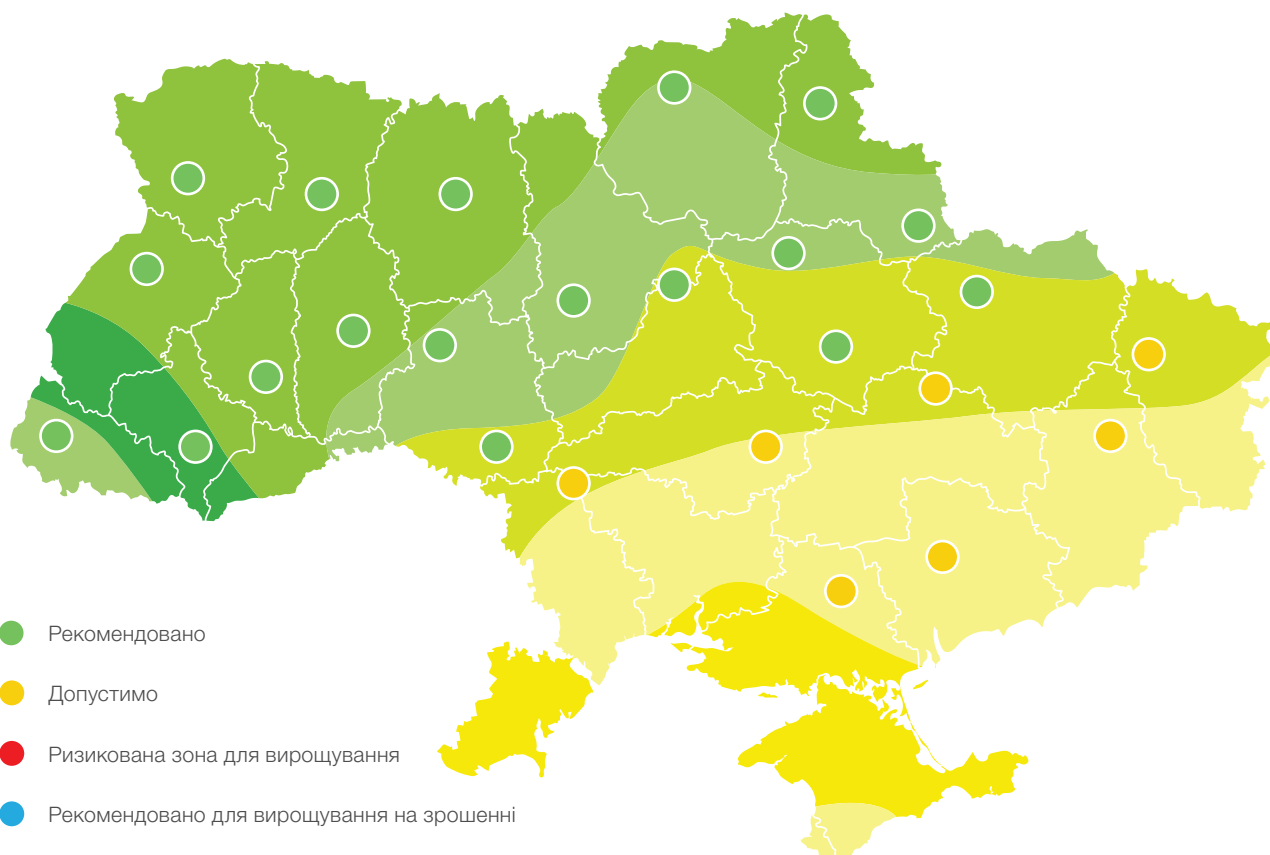 Рекомендовано
Допустимо
Ризикована зона для вирощування
Рекомендовано для вирощування на зрошенні